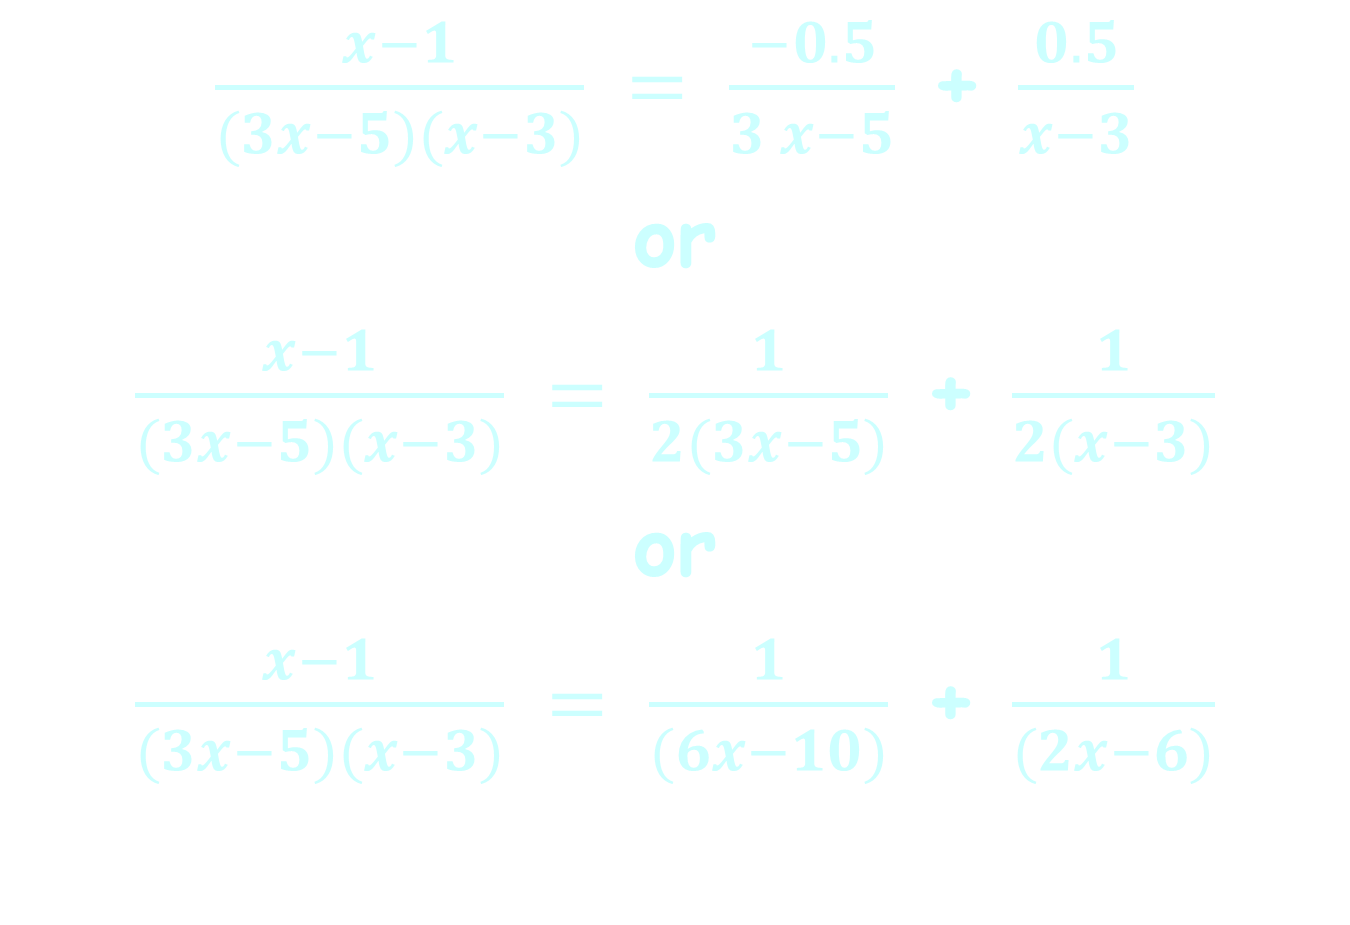 x−1 / (3x−5)(x−3) = −0.5 / 3 x−5 + 0.5 / x−3
or
x−1 / (3x−5)(x−3) = 1 / 2(3x−5) + 1 / 2(x−3)
or
x−1 / (3x−5)(x−3) = 1 / (6x−10) + 1 / (2x−6)